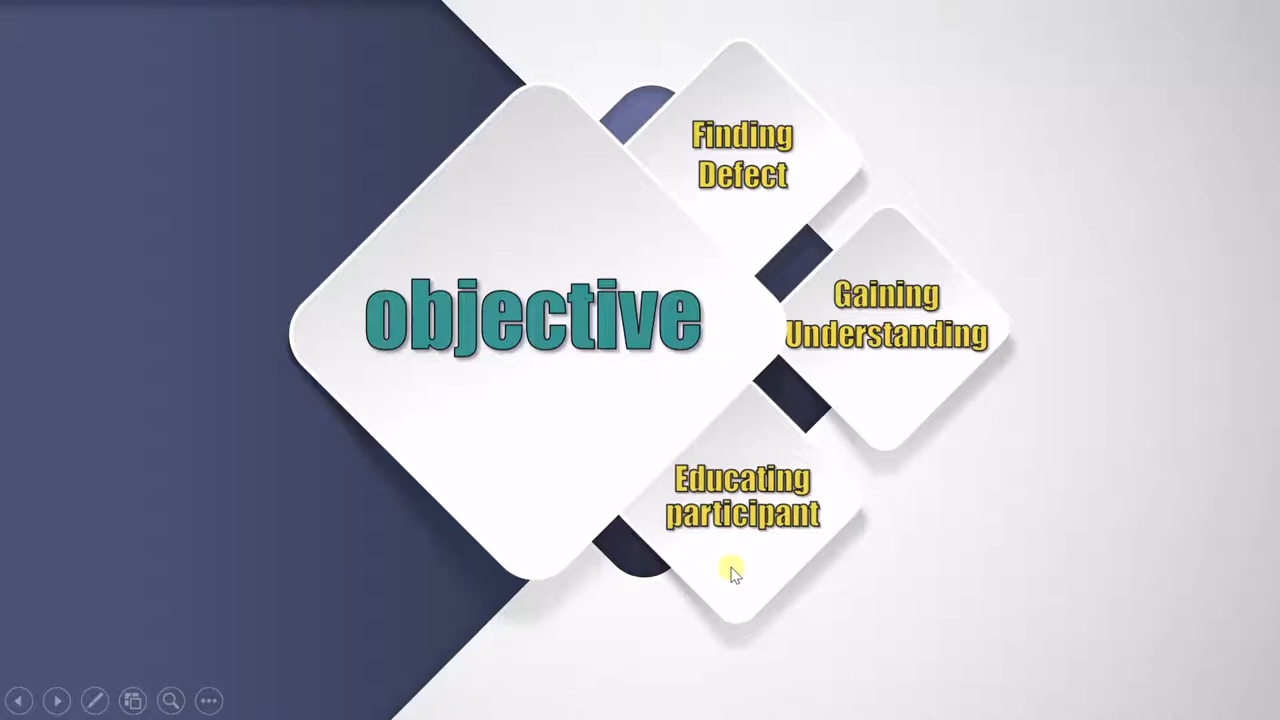 objective
Finding
Defect
Gaining
Understanding
Educating
participant